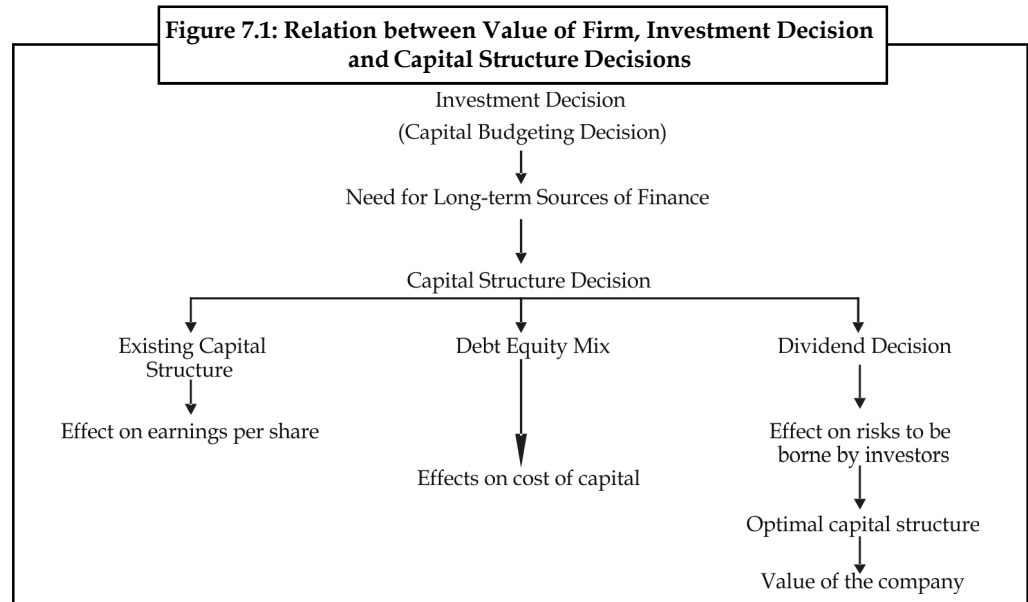 Figure 7.1: Relation between Value of Firm, Investment Decision
and Capital Structure Decisions
Investment Decision
(Capital Budgeting Decision)
Need for Long-term Sources of Finance
Capital Structure Decision
Existing Capital
Structure
Effect on earnings per share
Debt Equity Mix
Effects on cost of capital
Dividend Decision
Effect on risks to be
borne by investors
Optimal capital structure
Value of the company